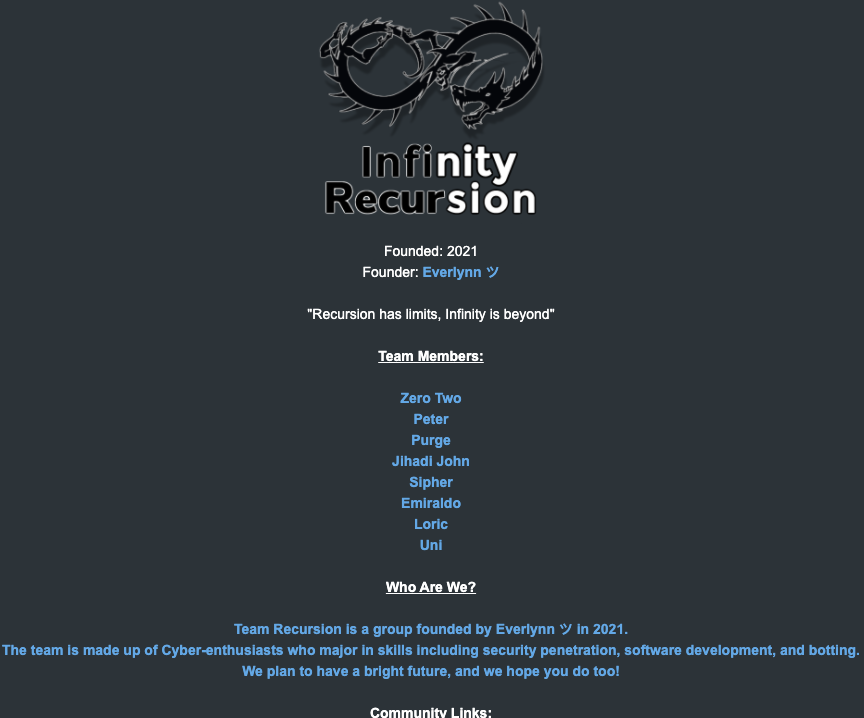 Infinity
Recursion
Founded: 2021
Founder: Everlynn ツ
"Recursion has limits, Infinity is beyond"
Team Members:
Zero Two
Peter
Purge
Jihadi John
Sipher
Emiraldo
Loric
Uni
Who Are We?
Team Recursion is a group founded by Everlynn ツ in 2021.
The team is made up of Cyber-enthusiasts who major in skills including security penetration, software development, and botting.
We plan to have a bright future, and we hope you do too!
Community Links: